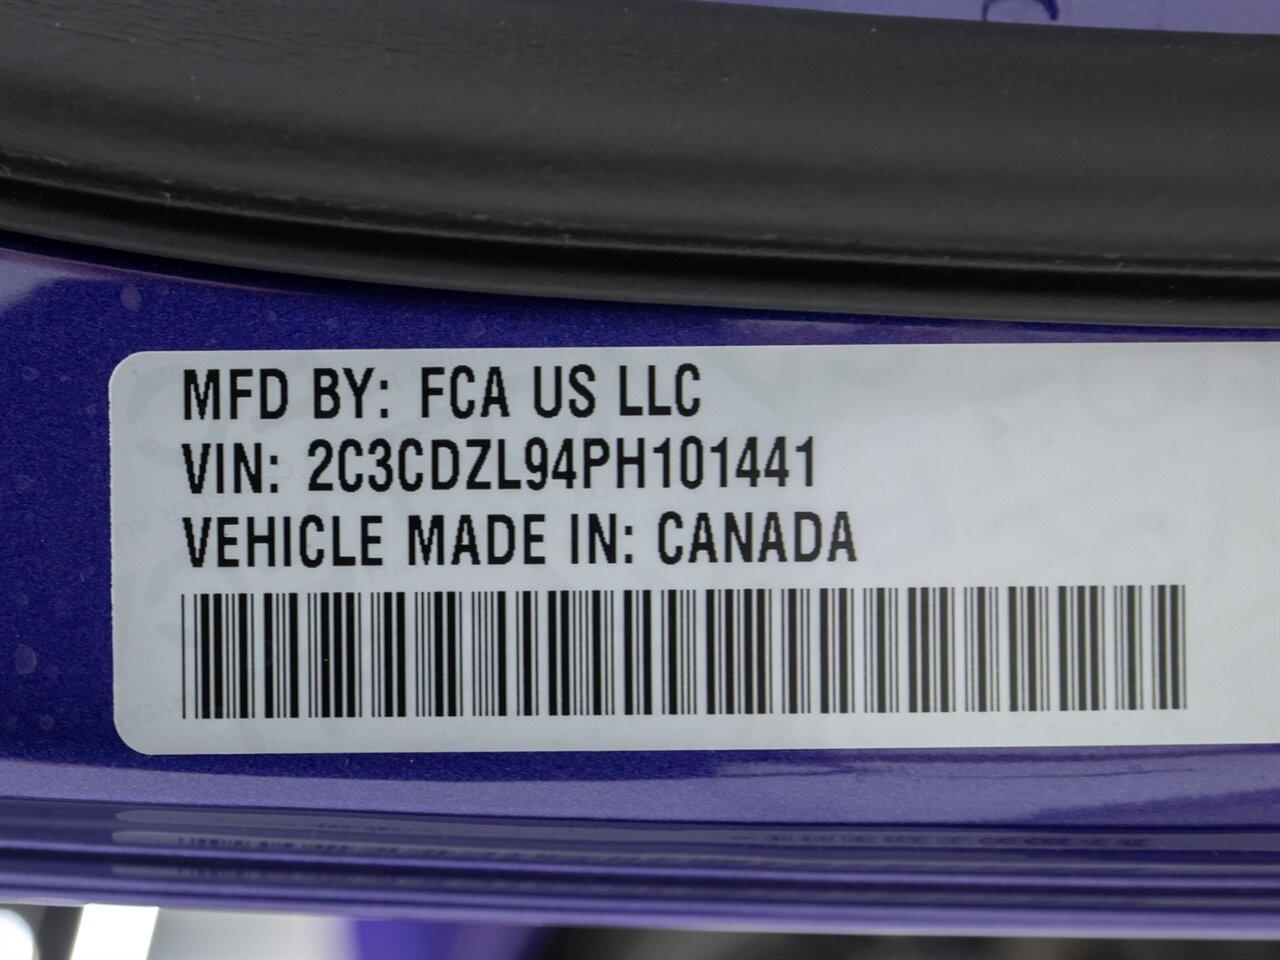 MFD BY: FCA US LLC
VIN: 2C3CDZL94PH101441
VEHICLE MADE IN: CANADA